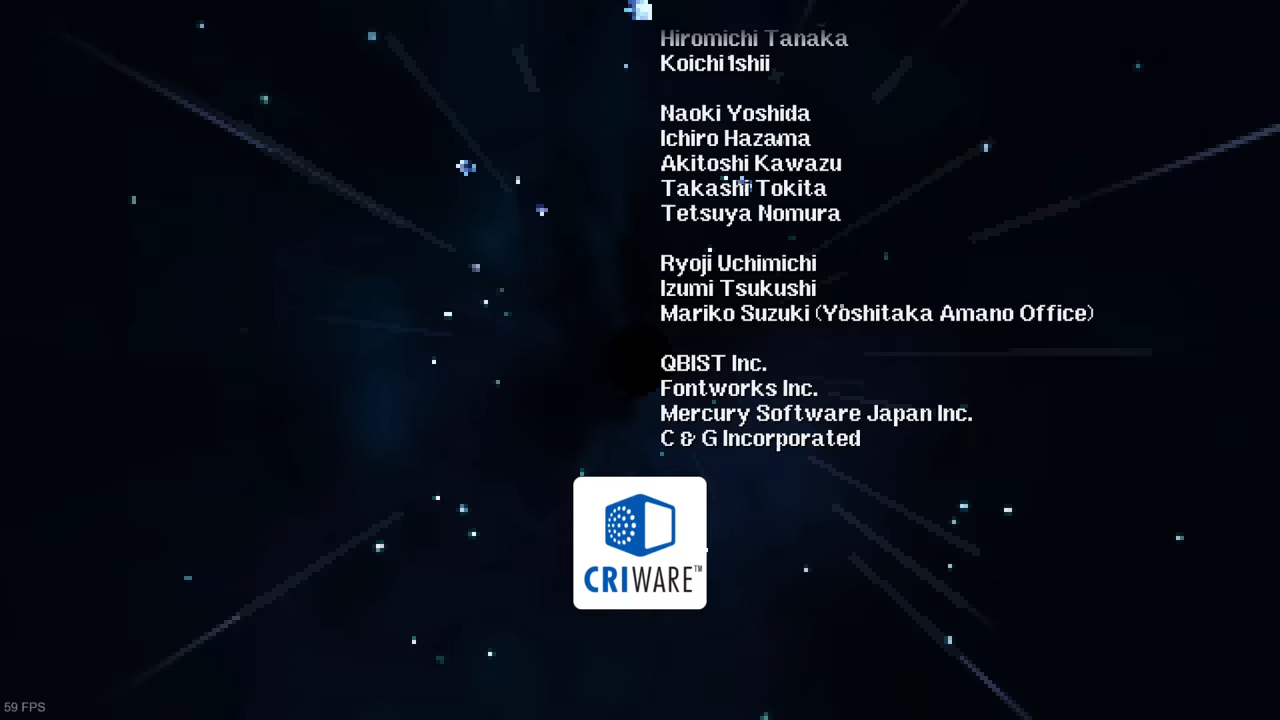 Hiromichi Tanaka
Koichi Ishii
Naoki Yoshida
Ichiro Hazama
Akitoshi Kawazu
Takashi Tokita
Tetsuya Nomura
Ryoji Uchimichi
Izumi Tsukushi
Mariko Suzuki (Yoshitaka Amano Office)
QBIST Inc.
Fontworks Inc.
Mercury Software Japan Inc.
C & G Incorporated
CRIWARE™
59 FPS